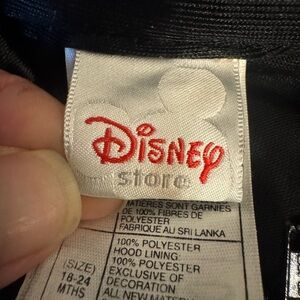 Disney
store
MATIERES SONT GARNIES
DE 100% FIBRES DE
POLYESTER
FABRIQUE AU SRI LANKA
100% POLYESTER
HOOD LINING:
100% POLYESTER
EXCLUSIVE OF
DECORATION
ALL NEW MATER
(SIZE)
18-24
MTHS